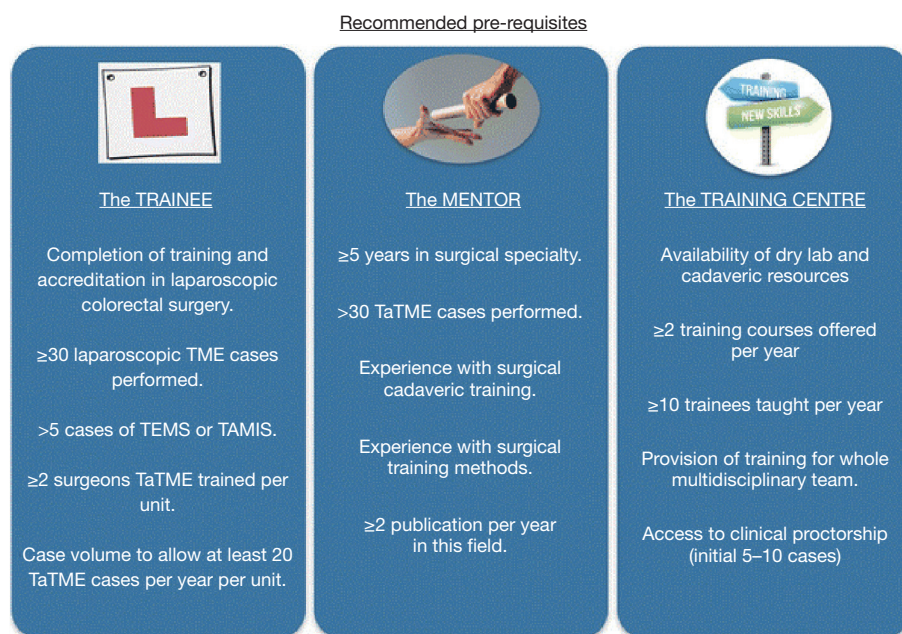 Recommended pre-requisites
L
The TRAINEE
Completion of training and
accreditation in laparoscopic
colorectal surgery.
≥30 laparoscopic TME cases
performed.
>5 cases of TEMS or TAMIS.
≥2 surgeons TaTME trained per
unit.
Case volume to allow at least 20
TaTME cases per year per unit.
The MENTOR
≥5 years in surgical specialty.
>30 TaTME cases performed.
Experience with surgical
cadaveric training.
Experience with surgical
training methods.
≥2 publication per year
in this field.
TRAINING
NEW SKILLS
The TRAINING CENTRE
Availability of dry lab and
cadaveric resources
≥2 training courses offered
per year
≥10 trainees taught per year
Provision of training for whole
multidisciplinary team.
Access to clinical proctorship
(initial 5–10 cases)